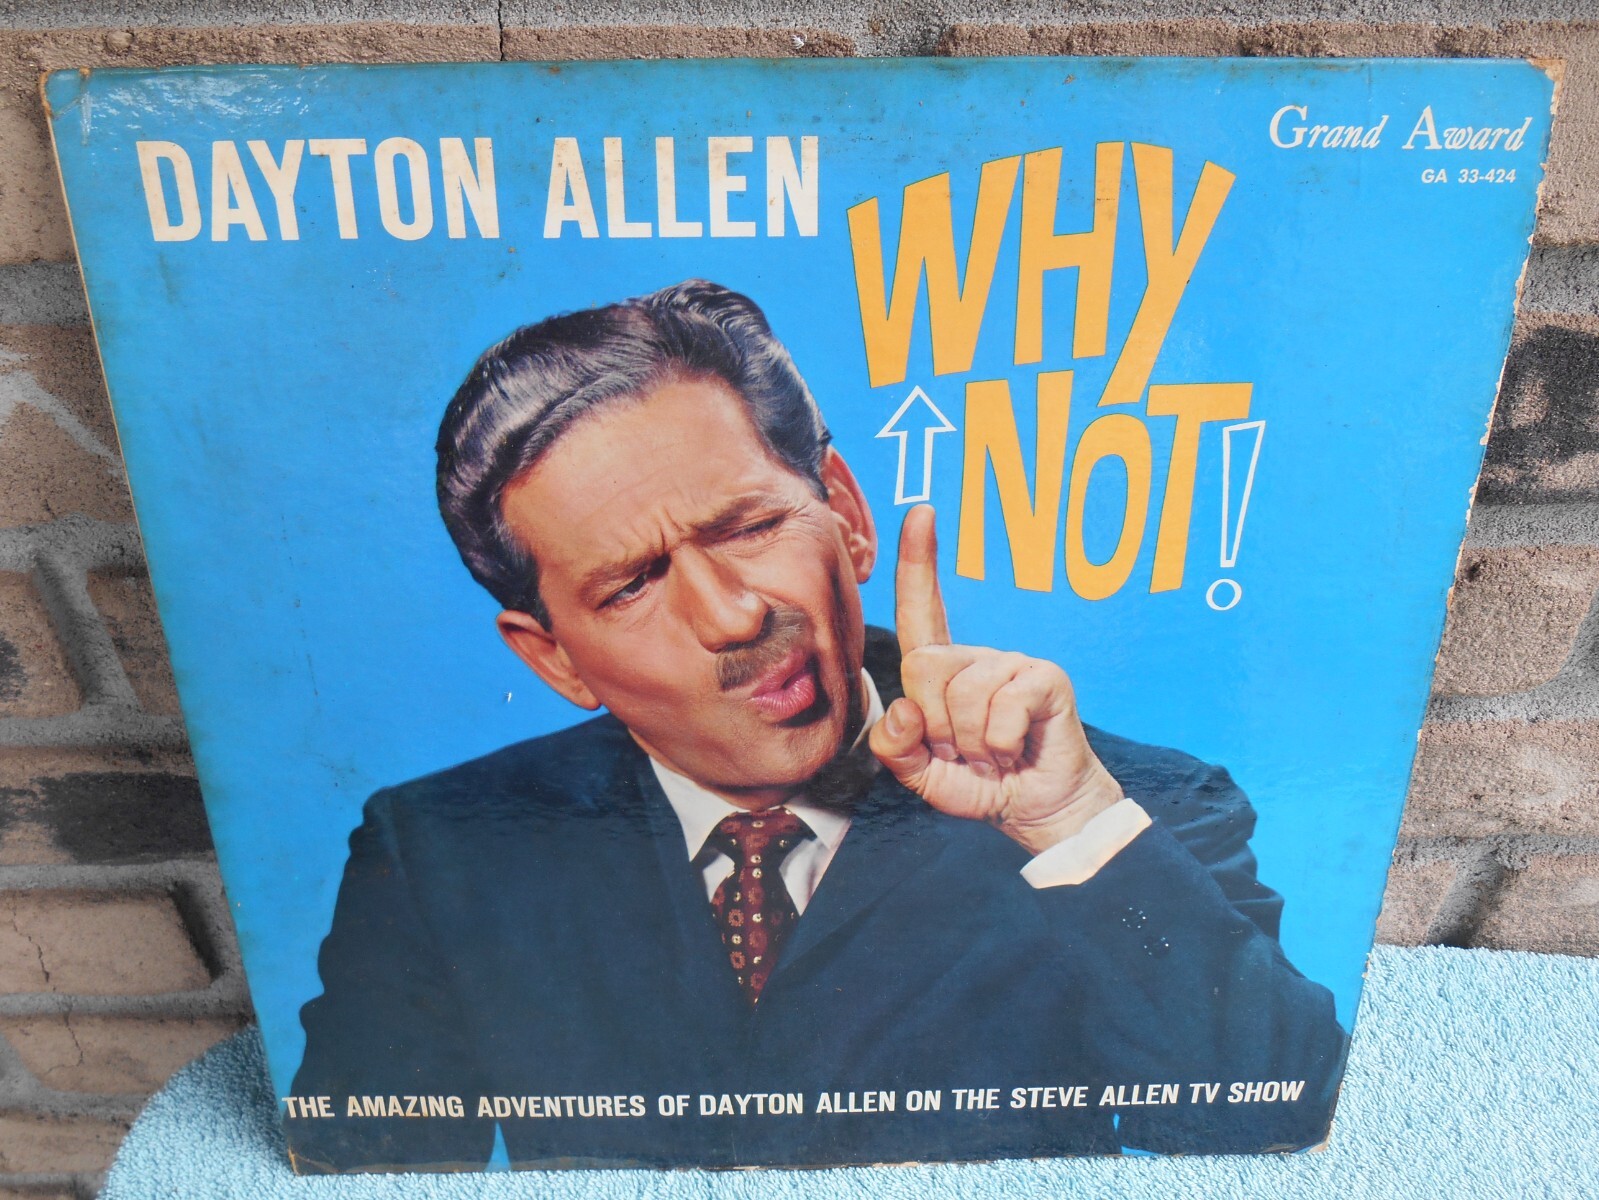 DAYTON ALLEN
WHY
NOT!
Grand Award
GA 33-424
THE AMAZING ADVENTURES OF DAYTON ALLEN ON THE STEVE ALLEN TV SHOW